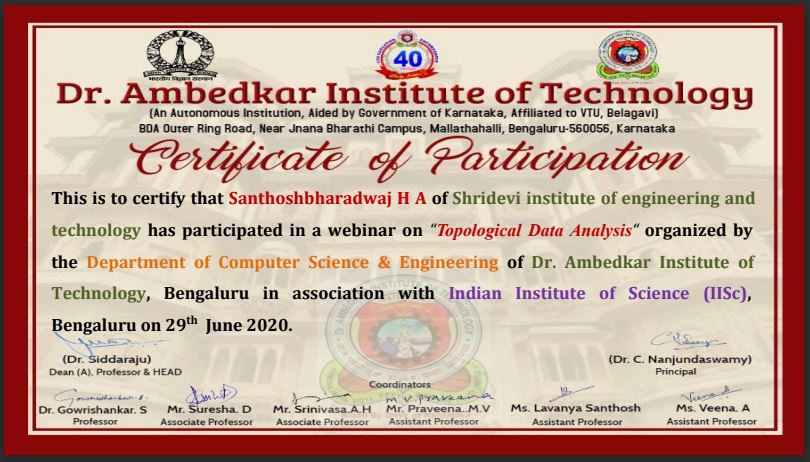 भारतीय विज्ञान संस्थान
40
Dr. Ambedkar Institute of Technology
(An Autonomous Institution, Aided by Government of Karnataka, Affiliated to VTU, Belagavi)
BDA Outer Ring Road, Near Jnana Bharathi Campus, Mallathahalli, Bengaluru-560056, Karnataka
Certificate of Participation
This is to certify that Santhoshbharadwaj H A of Shridevi institute of engineering and
technology has participated in a webinar on “Topological Data Analysis“ organized by
the Department of Computer Science & Engineering of Dr. Ambedkar Institute of
Technology, Bengaluru in association with Indian Institute of Science (IISc),
Bengaluru on 29th June 2020.
(Dr. Siddaraju) (Dr. C. Nanjundaswamy)
Dean (A), Professor & HEAD Principal
Coordinators
Dr. Gowrishankar. S Mr. Suresha. D Mr. Srinivasa.A.H Mr. Praveena..M.V Ms. Lavanya Santhosh Ms. Veena. A
Professor Associate Professor Associate Professor Assistant Professor Assistant Professor Assistant Professor